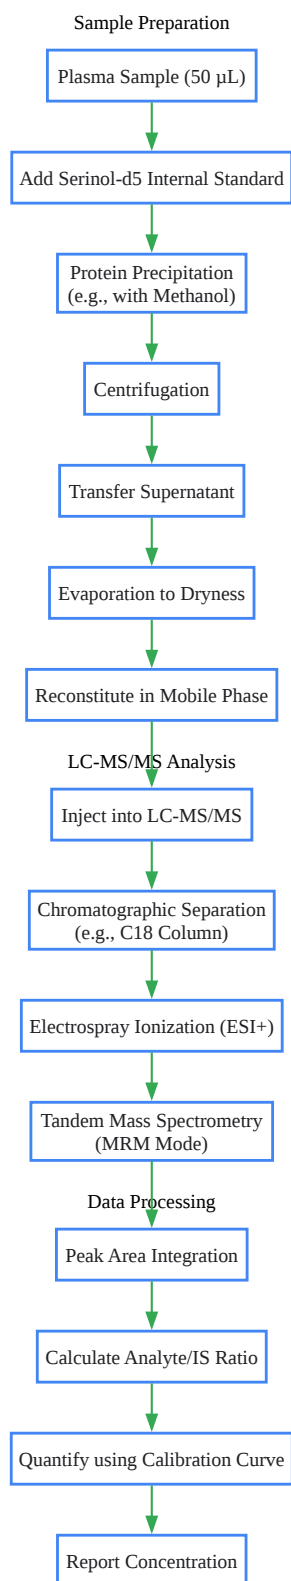 Sample Preparation
Plasma Sample (50 µL)
Add Serinol-d5 Internal Standard
Protein Precipitation
(e.g., with Methanol)
Centrifugation
Transfer Supernatant
Evaporation to Dryness
Reconstitute in Mobile Phase
LC-MS/MS Analysis
Inject into LC-MS/MS
Chromatographic Separation
(e.g., C18 Column)
Electrospray Ionization (ESI+)
Tandem Mass Spectrometry
(MRM Mode)
Data Processing
Peak Area Integration
Calculate Analyte/IS Ratio
Quantify using Calibration Curve
Report Concentration